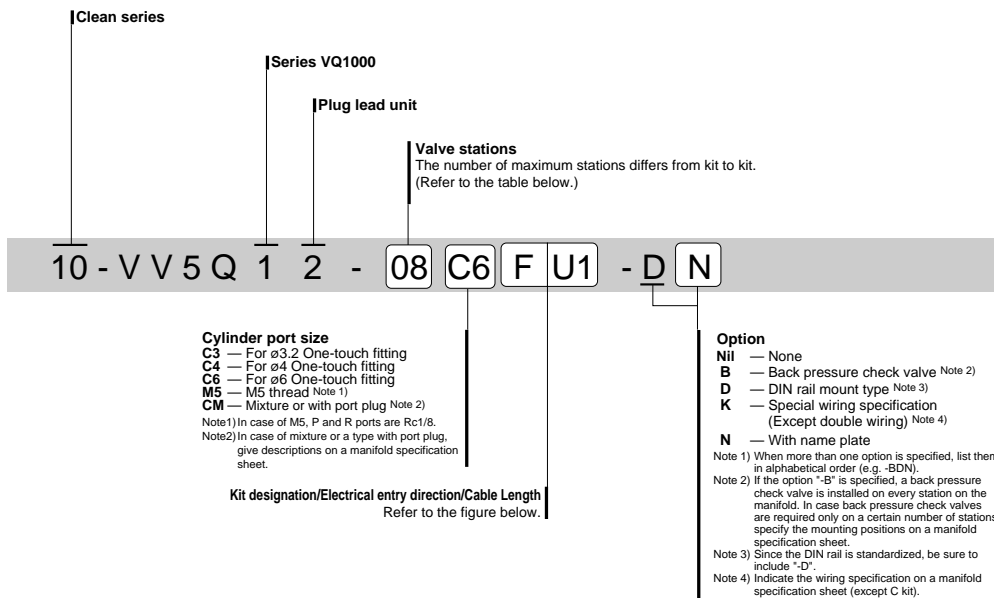 Clean series
Series VQ1000
Plug lead unit
Valve stations
The number of maximum stations differs from kit to kit.
(Refer to the table below.)
10 - V V 5 Q 1 2 - 08 C6 F U1 - D N
Cylinder port size
C3 — For ø3.2 One-touch fitting
C4 — For ø4 One-touch fitting
C6 — For ø6 One-touch fitting
M5 — M5 thread Note 1)
CM — Mixture or with port plug Note 2)
Note1) In case of M5, P and R ports are Rc1/8.
Note2) In case of mixture or a type with port plug,
give descriptions on a manifold specification
sheet.
Kit designation/Electrical entry direction/Cable Length
Refer to the figure below.
Option
Nil — None
B — Back pressure check valve Note 2)
D — DIN rail mount type Note 3)
K — Special wiring specification
(Except double wiring) Note 4)
N — With name plate
Note 1) When more than one option is specified, list them
in alphabetical order (e.g. -BDN).
Note 2) If the option "-B" is specified, a back pressure
check valve is installed on every station on the
manifold. In case back pressure check valves
are required only on a certain number of stations
specify the mounting positions on a manifold
specification sheet.
Note 3) Since the DIN rail is standardized, be sure to
include "-D".
Note 4) Indicate the wiring specification on a manifold
specification sheet (except C kit).